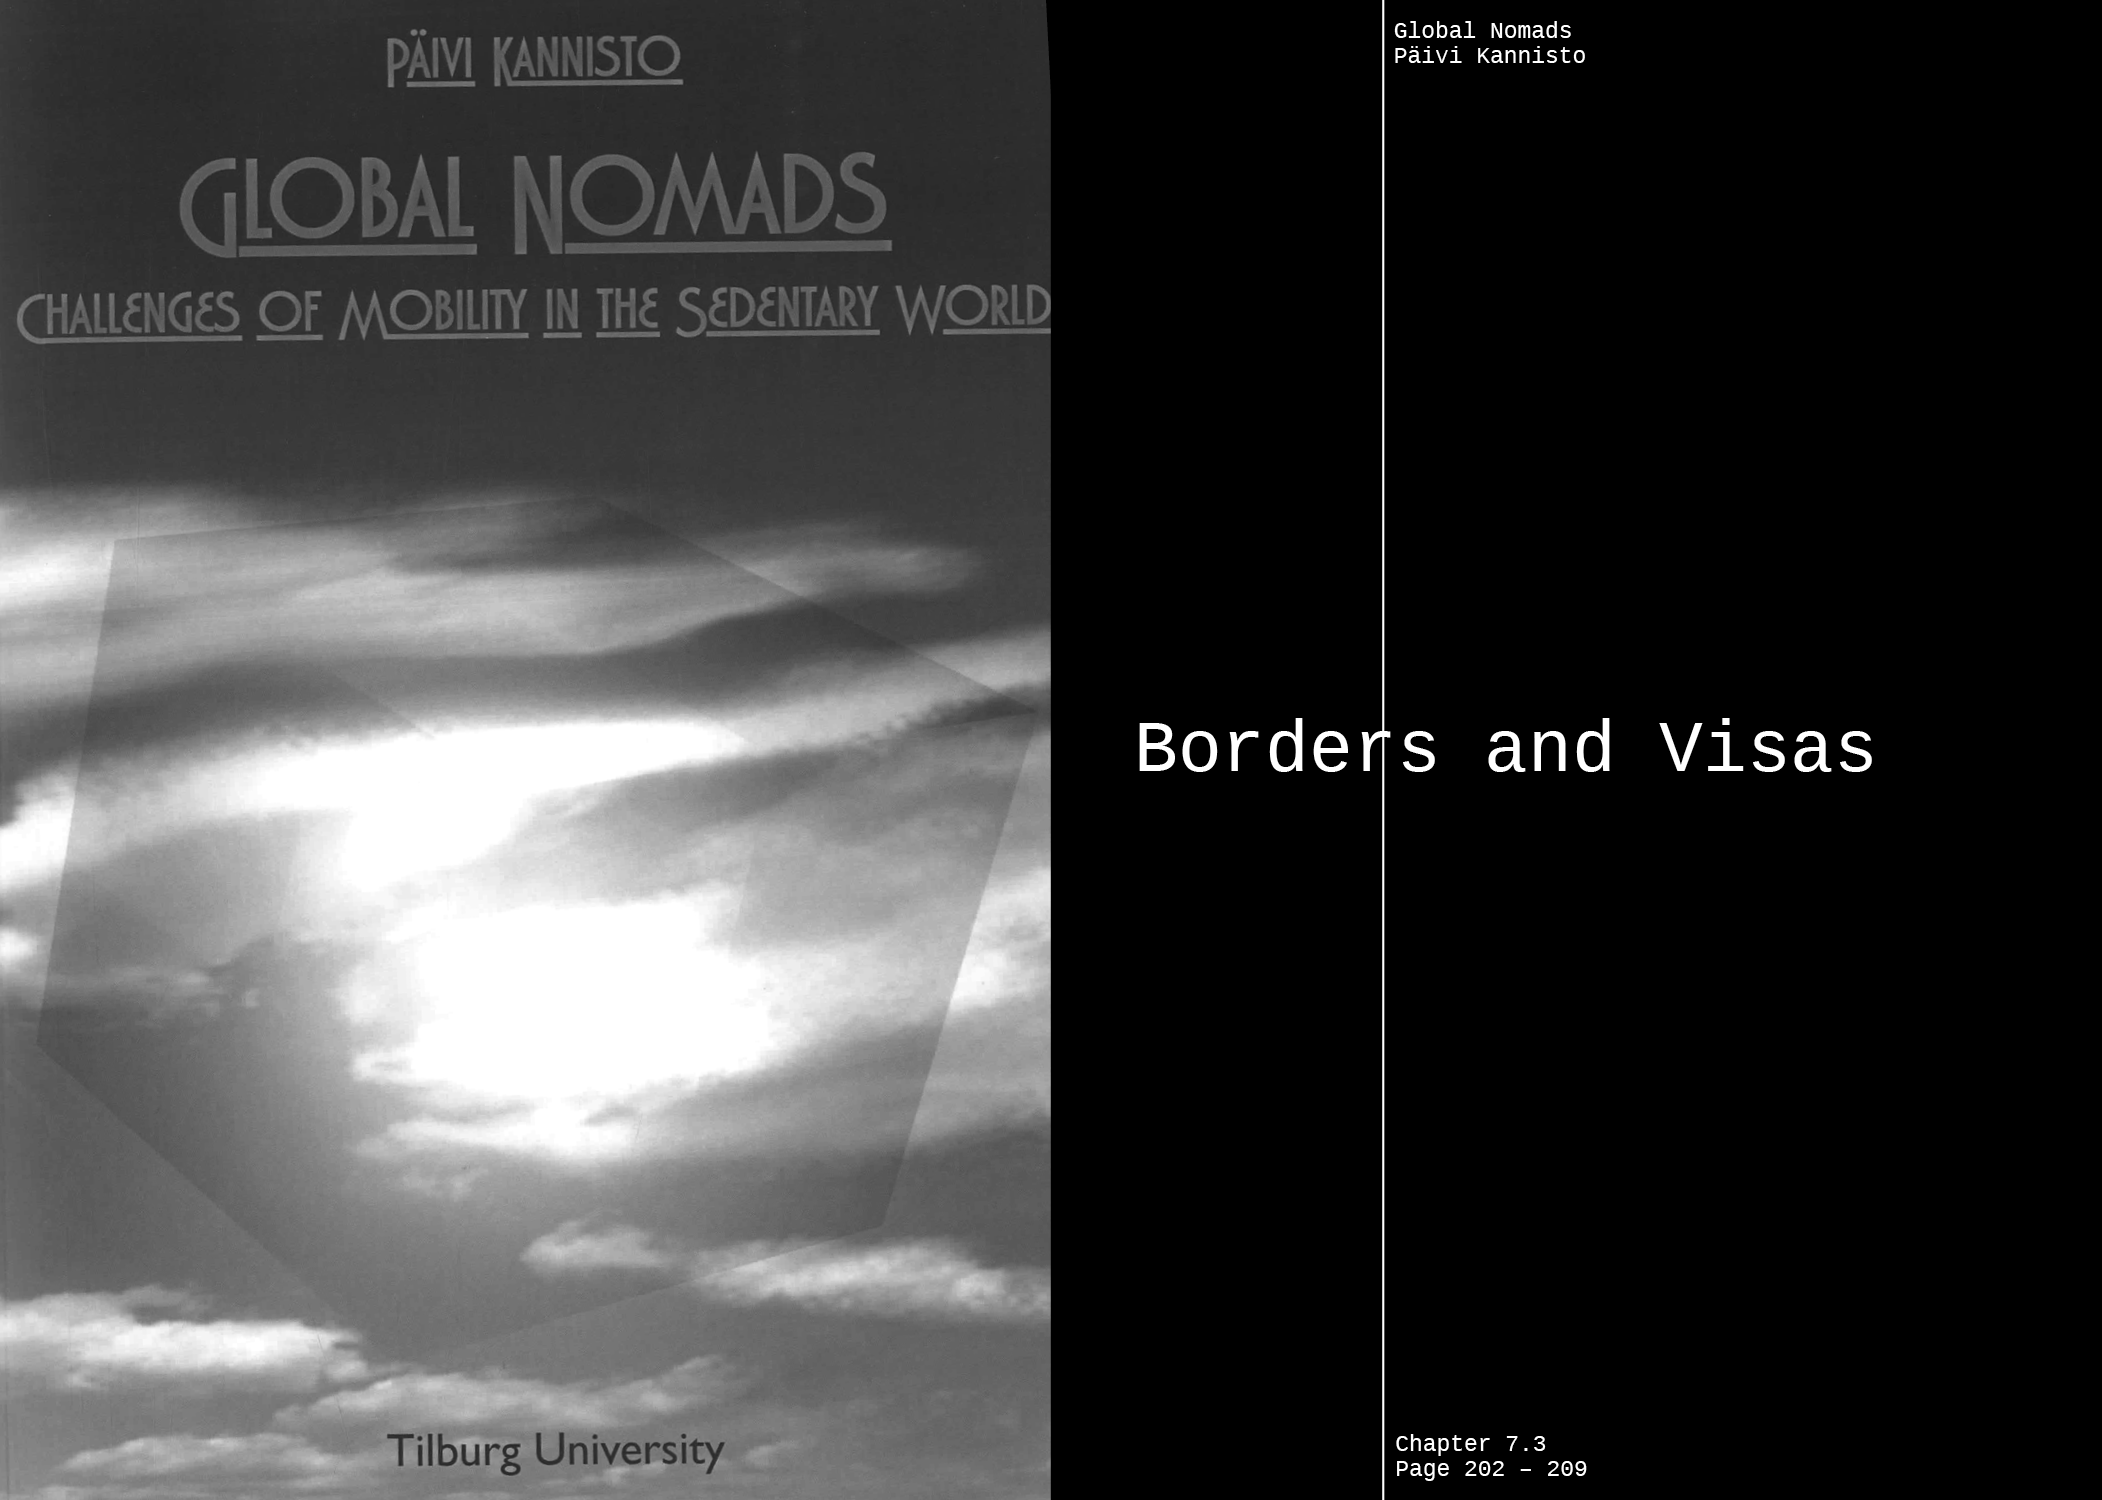 PÄIVI KANNISTO
GLOBAL NOMADS
CHALLENGES OF MOBILITY IN THE SEDENTARY WORLD
Tilburg University
Global Nomads
Päivi Kannisto
Borders and Visas
Chapter 7.3
Page 202 – 209